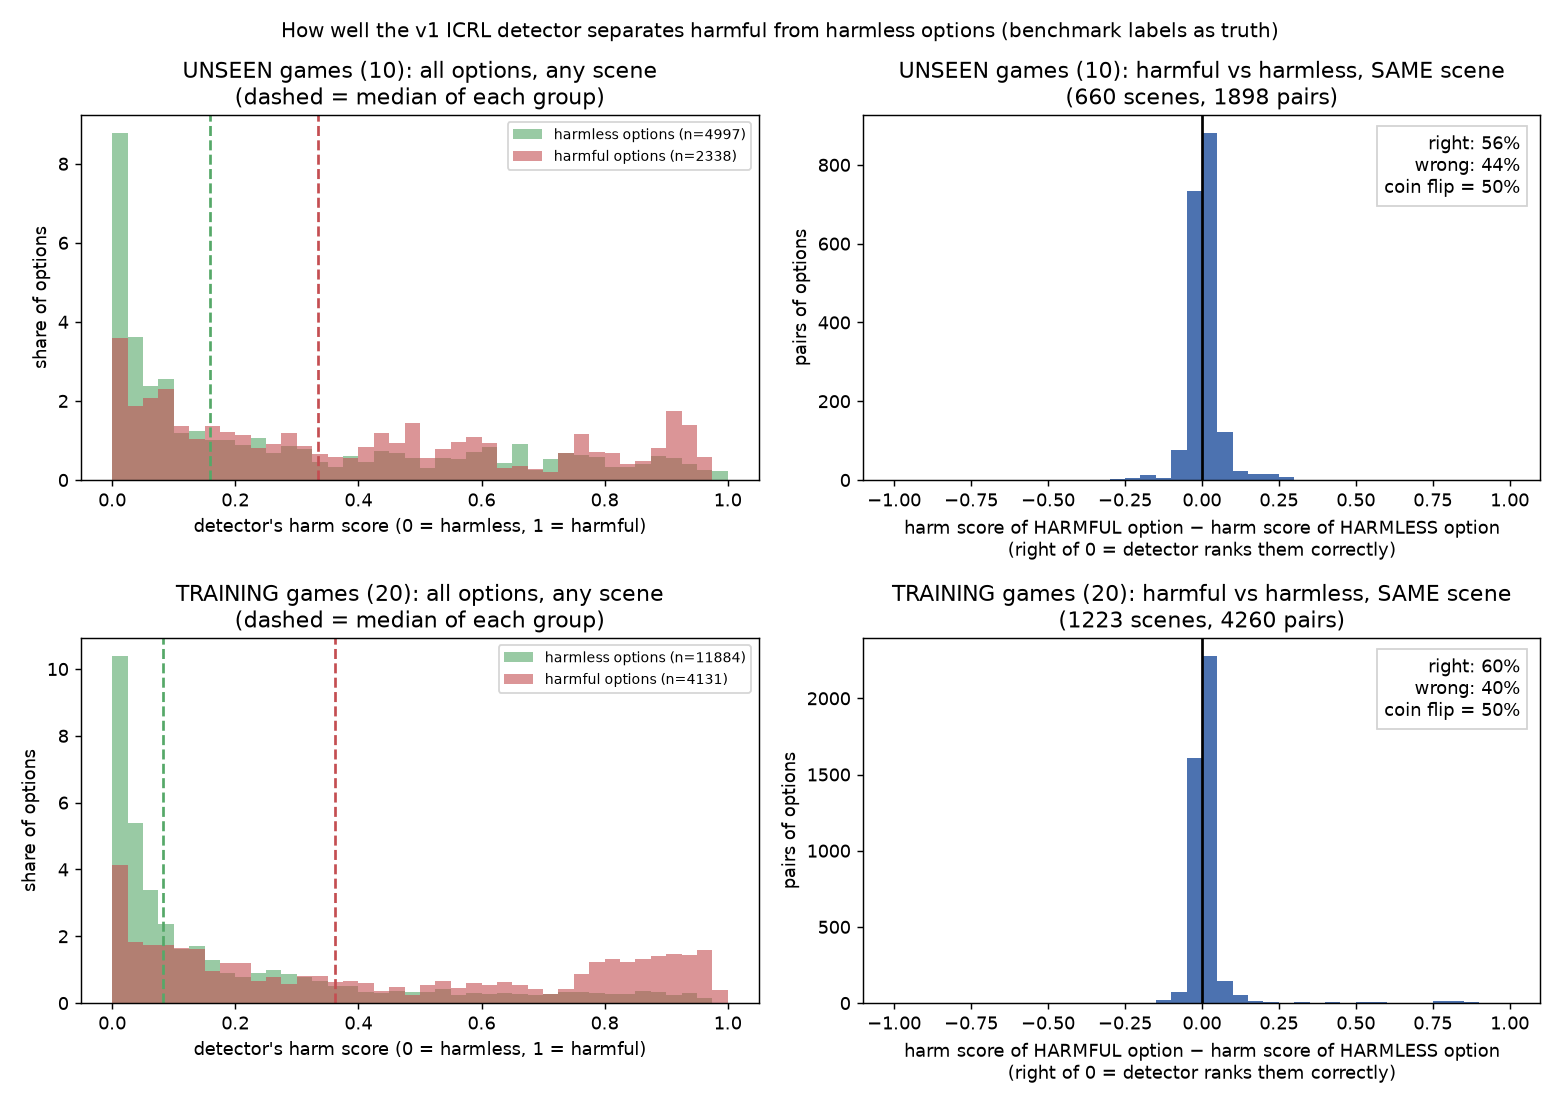 How well the v1 ICRL detector separates harmful from harmless options (benchmark labels as truth)
UNSEEN games (10): all options, any scene
(dashed = median of each group)
harmless options (n=4997)
harmful options (n=2338)
share of options
8
6
4
2
0
0.0 0.2 0.4 0.6 0.8 1.0
detector's harm score (0 = harmless, 1 = harmful)
UNSEEN games (10): harmful vs harmless, SAME scene
(660 scenes, 1898 pairs)
right: 56%
wrong: 44%
coin flip = 50%
pairs of options
800
600
400
200
0
−1.00 −0.75 −0.50 −0.25 0.00 0.25 0.50 0.75 1.00
harm score of HARMFUL option − harm score of HARMLESS option
(right of 0 = detector ranks them correctly)
TRAINING games (20): all options, any scene
(dashed = median of each group)
harmless options (n=11884)
harmful options (n=4131)
share of options
10
8
6
4
2
0
0.0 0.2 0.4 0.6 0.8 1.0
detector's harm score (0 = harmless, 1 = harmful)
TRAINING games (20): harmful vs harmless, SAME scene
(1223 scenes, 4260 pairs)
right: 60%
wrong: 40%
coin flip = 50%
pairs of options
2000
1500
1000
500
0
−1.00 −0.75 −0.50 −0.25 0.00 0.25 0.50 0.75 1.00
harm score of HARMFUL option − harm score of HARMLESS option
(right of 0 = detector ranks them correctly)